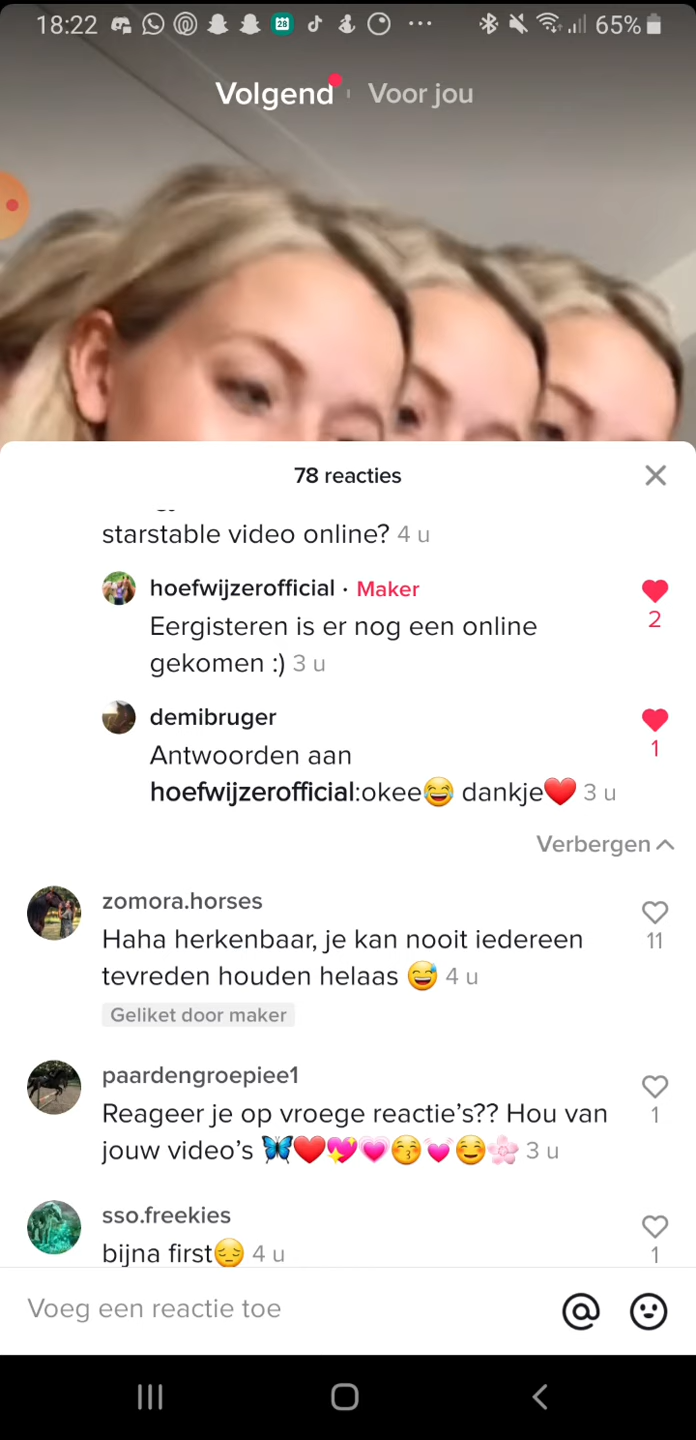 18:22
28
65%
Volgend
Voor jou
78 reacties
starstable video online? 4 u
hoefwijzerofficial · Maker
Eergisteren is er nog een online
gekomen :) 3 u
2
demibruger
Antwoorden aan
hoefwijzerofficial:okee😂 dankje❤️ 3 u
1
Verbergen
zomora.horses
Haha herkenbaar, je kan nooit iedereen
tevreden houden helaas 😅 4 u
11
Geliket door maker
paardengroepiee1
Reageer je op vroege reactie’s?? Hou van
jouw video’s 🦋❤️💖💗😚💓☺️🌸 3 u
1
sso.freekies
bijna first😔 4 u
1
Voeg een reactie toe